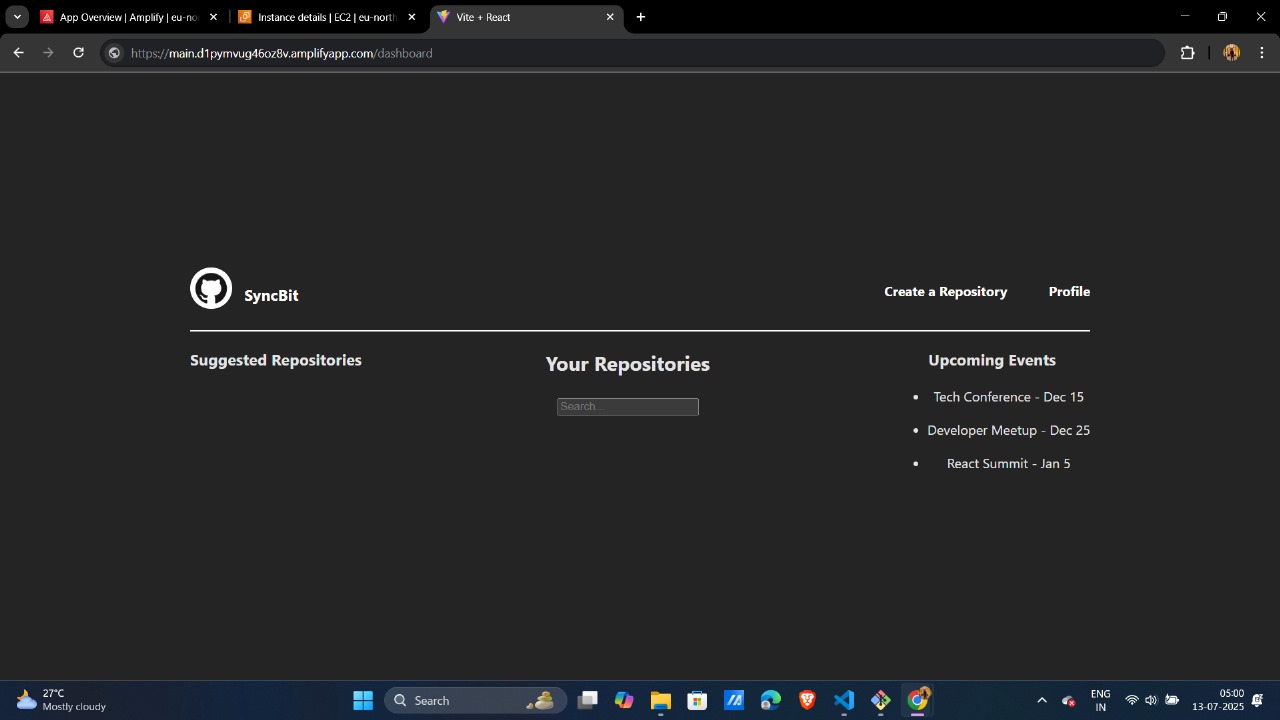 App Overview | Amplify | eu-no
Instance details | EC2 | eu-north
Vite + React
https://main.d1pymvug46oz8v.amplifyapp.com/dashboard
SyncBit
Create a Repository
Profile
Suggested Repositories
Your Repositories
Search...
Upcoming Events
Tech Conference - Dec 15
Developer Meetup - Dec 25
React Summit - Jan 5
27°C
Mostly cloudy
Search
ENG
IN
05:00
13-07-2025